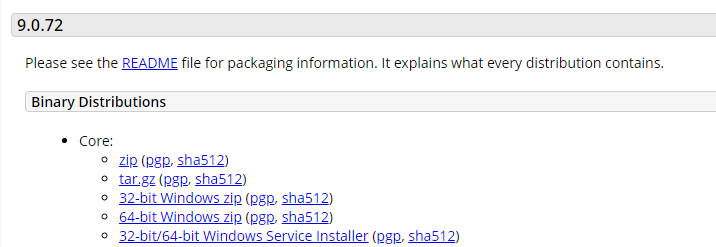 9.0.72
Please see the README file for packaging information. It explains what every distribution contains.
Binary Distributions
Core:
zip (pgp, sha512)
tar.gz (pgp, sha512)
32-bit Windows zip (pgp, sha512)
64-bit Windows zip (pgp, sha512)
32-bit/64-bit Windows Service Installer (pgp, sha512)